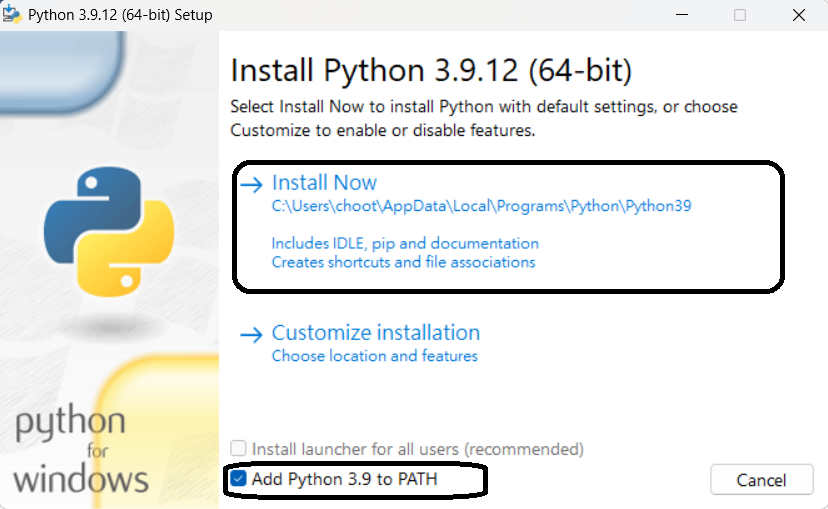 Python 3.9.12 (64-bit) Setup
Install Python 3.9.12 (64-bit)
Select Install Now to install Python with default settings, or choose
Customize to enable or disable features.
Install Now
C:\Users\choot\AppData\Local\Programs\Python\Python39
Includes IDLE, pip and documentation
Creates shortcuts and file associations
Customize installation
Choose location and features
Install launcher for all users (recommended)
Add Python 3.9 to PATH
Cancel
python
for
windows